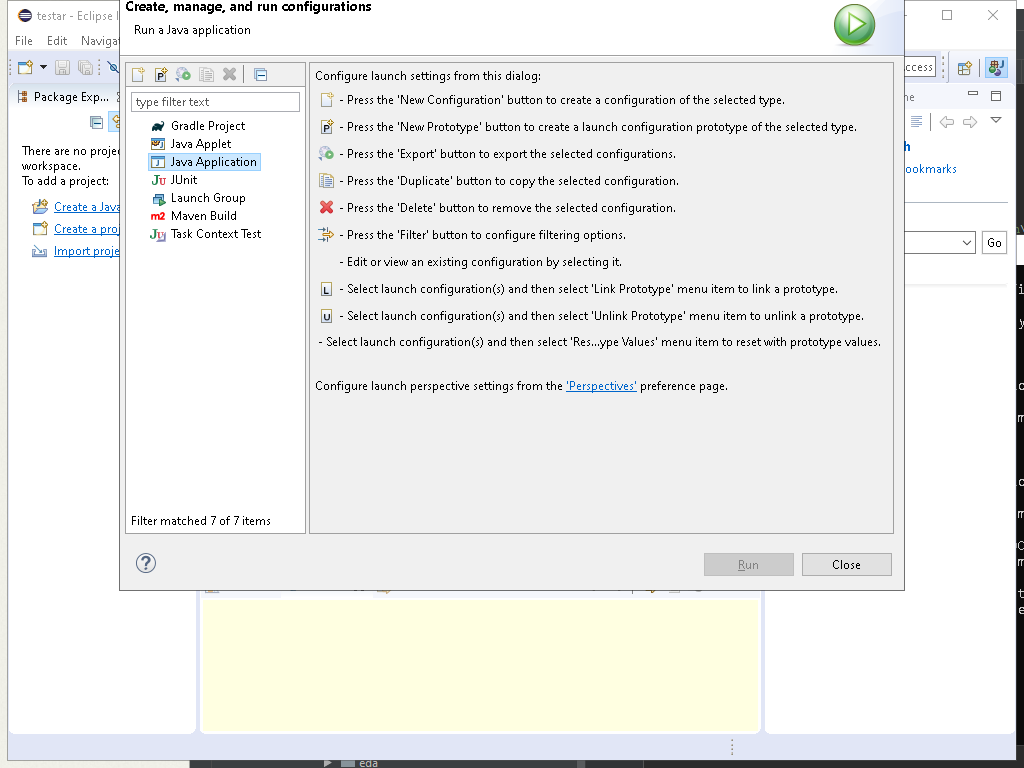 Create, manage, and run configurations
testar - Eclipse
Run a Java application
File Edit
Package Exp...
type filter text
Configure launch settings from this dialog:
- Press the 'New Configuration' button to create a configuration of the selected type.
Gradle Project
- Press the 'New Prototype' button to create a launch configuration prototype of the selected type.
Java Applet
There are no
workspace.
Java Application
- Press the 'Export' button to export the selected configurations.
To add a project:
JUnit
- Press the 'Duplicate' button to copy the selected configuration.
Create a Java
Launch Group
- Press the 'Delete' button to remove the selected configuration.
Maven Build
Create a
Task Context Test
- Press the 'Filter' button to configure filtering options.
Go
Import
- Edit or view an existing configuration by selecting it.
L - Select launch configuration(s) and then select 'Link Prototype' menu item to link a prototype.
U - Select launch configuration(s) and then select 'Unlink Prototype' menu item to unlink a prototype.
- Select launch configuration(s) and then select 'Res...ype Values' menu item to reset with prototype values.
Configure launch perspective settings from the 'Perspectives' preference page.
Filter matched 7 of 7 items
Run Close
eda